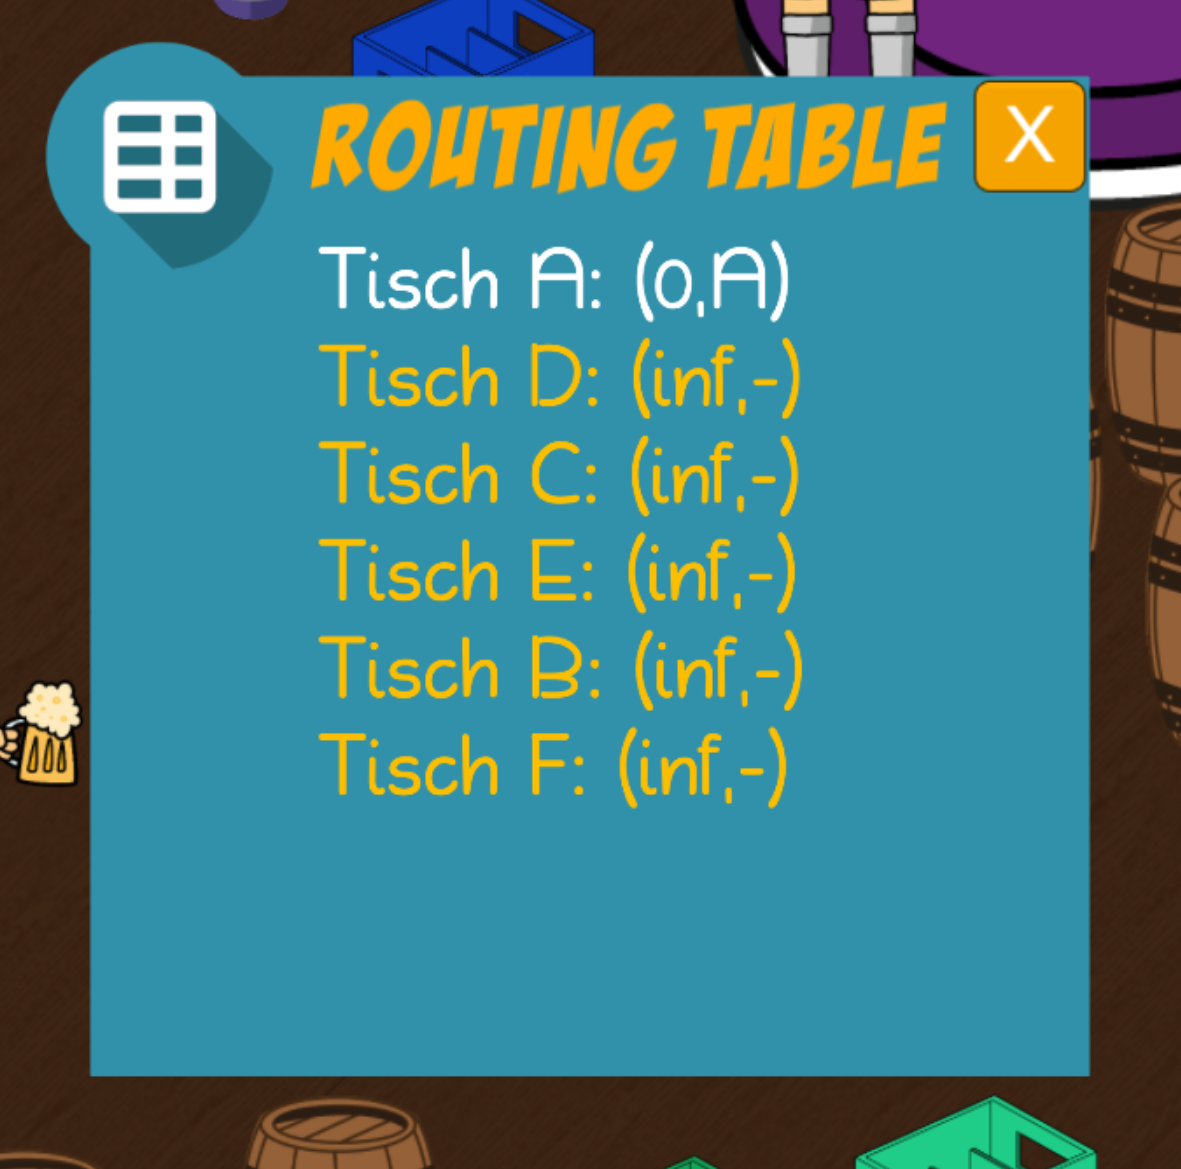 ROUTING TABLE
X
Tisch A: (0,A)
Tisch D: (inf,-)
Tisch C: (inf,-)
Tisch E: (inf,-)
Tisch B: (inf,-)
Tisch F: (inf,-)